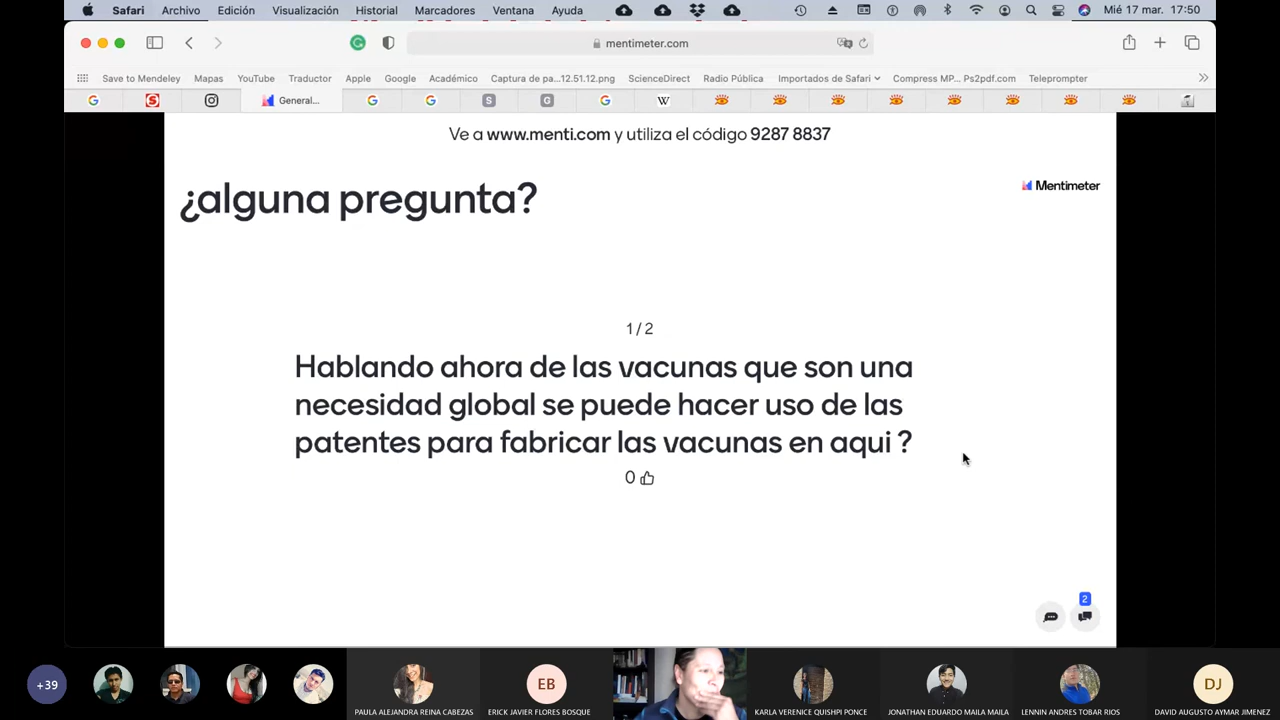 Safari Archivo Edición Visualización Historial Marcadores Ventana Ayuda Mié 17 mar. 17:50
mentimeter.com
Save to Mendeley Mapas YouTube Traductor Apple Google Académico Captura de pa...12.51.12.png ScienceDirect Radio Pública Importados de Safari Compress MP... Ps2pdf.com Teleprompter
G S General... G G S G G W
Ve a www.menti.com y utiliza el código 9287 8837
¿alguna pregunta?
Mentimeter
1 / 2
Hablando ahora de las vacunas que son una
necesidad global se puede hacer uso de las
patentes para fabricar las vacunas en aqui ?
0
2
+39
EB
DJ
PAULA ALEJANDRA REINA CABEZAS ERICK JAVIER FLORES BOSQUE KARLA VERENICE QUISHPI PONCE JONATHAN EDUARDO MAILA MAILA LENNIN ANDRES TOBAR RIOS DAVID AUGUSTO AYMAR JIMENEZ